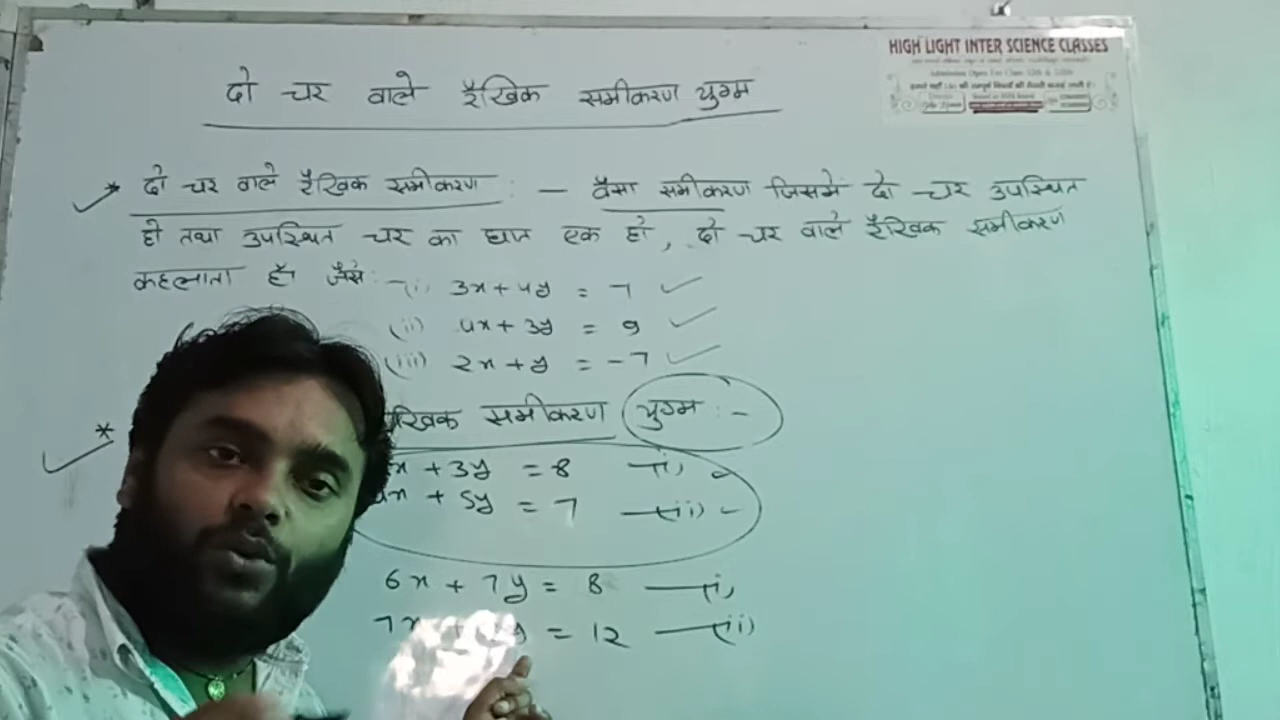 HIGH LIGHT INTER SCIENCE CLASSES
दो चर वाले रैखिक समीकरण युग्म
* दो चर वाले रैखिक समीकरण : — वैसा समीकरण जिसमें दो चर उपस्थित
हो तथा उपस्थित चर का घात एक हो, दो चर वाले रैखिक समीकरण
कहलाता है। जैसे:-
(i) 3x + 4y = 7
(ii) 4x + 3y = 9
(iii) 2x + y = -7
* समीकरण युग्म :-
x + 3y = 8 —(i)
x + 5y = 7 —(ii)
6x + 7y = 8 —(i)
7x + y = 12 —(ii)